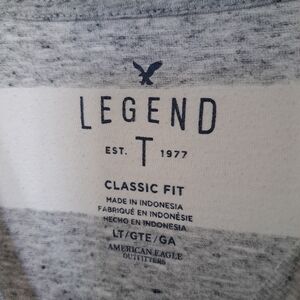 LEGEND
EST. T 1977
CLASSIC FIT
MADE IN INDONESIA
FABRIQUÉ EN INDONÉSIE
HECHO EN INDONESIA
LT/GTE/GA
AMERICAN EAGLE
OUTFITTERS